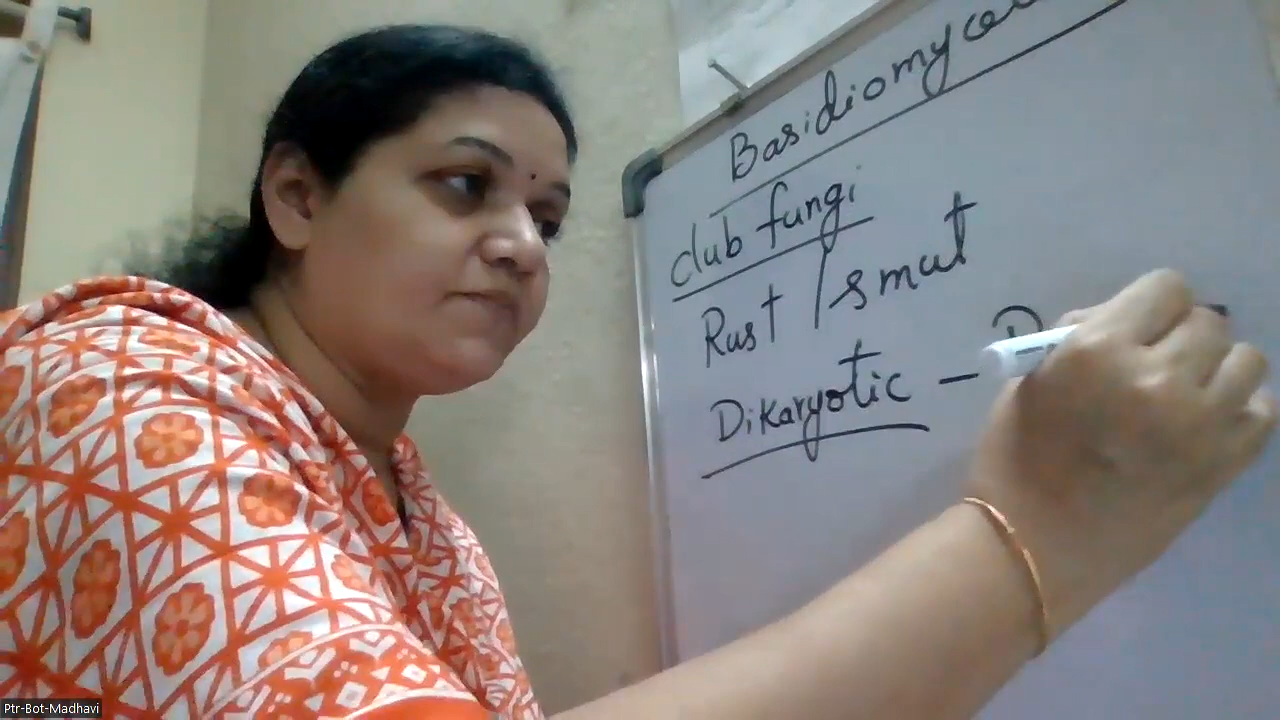 Basidiomyce
club fungi
Rust / smut
Dikaryotic – D
Ptr-Bot-Madhavi